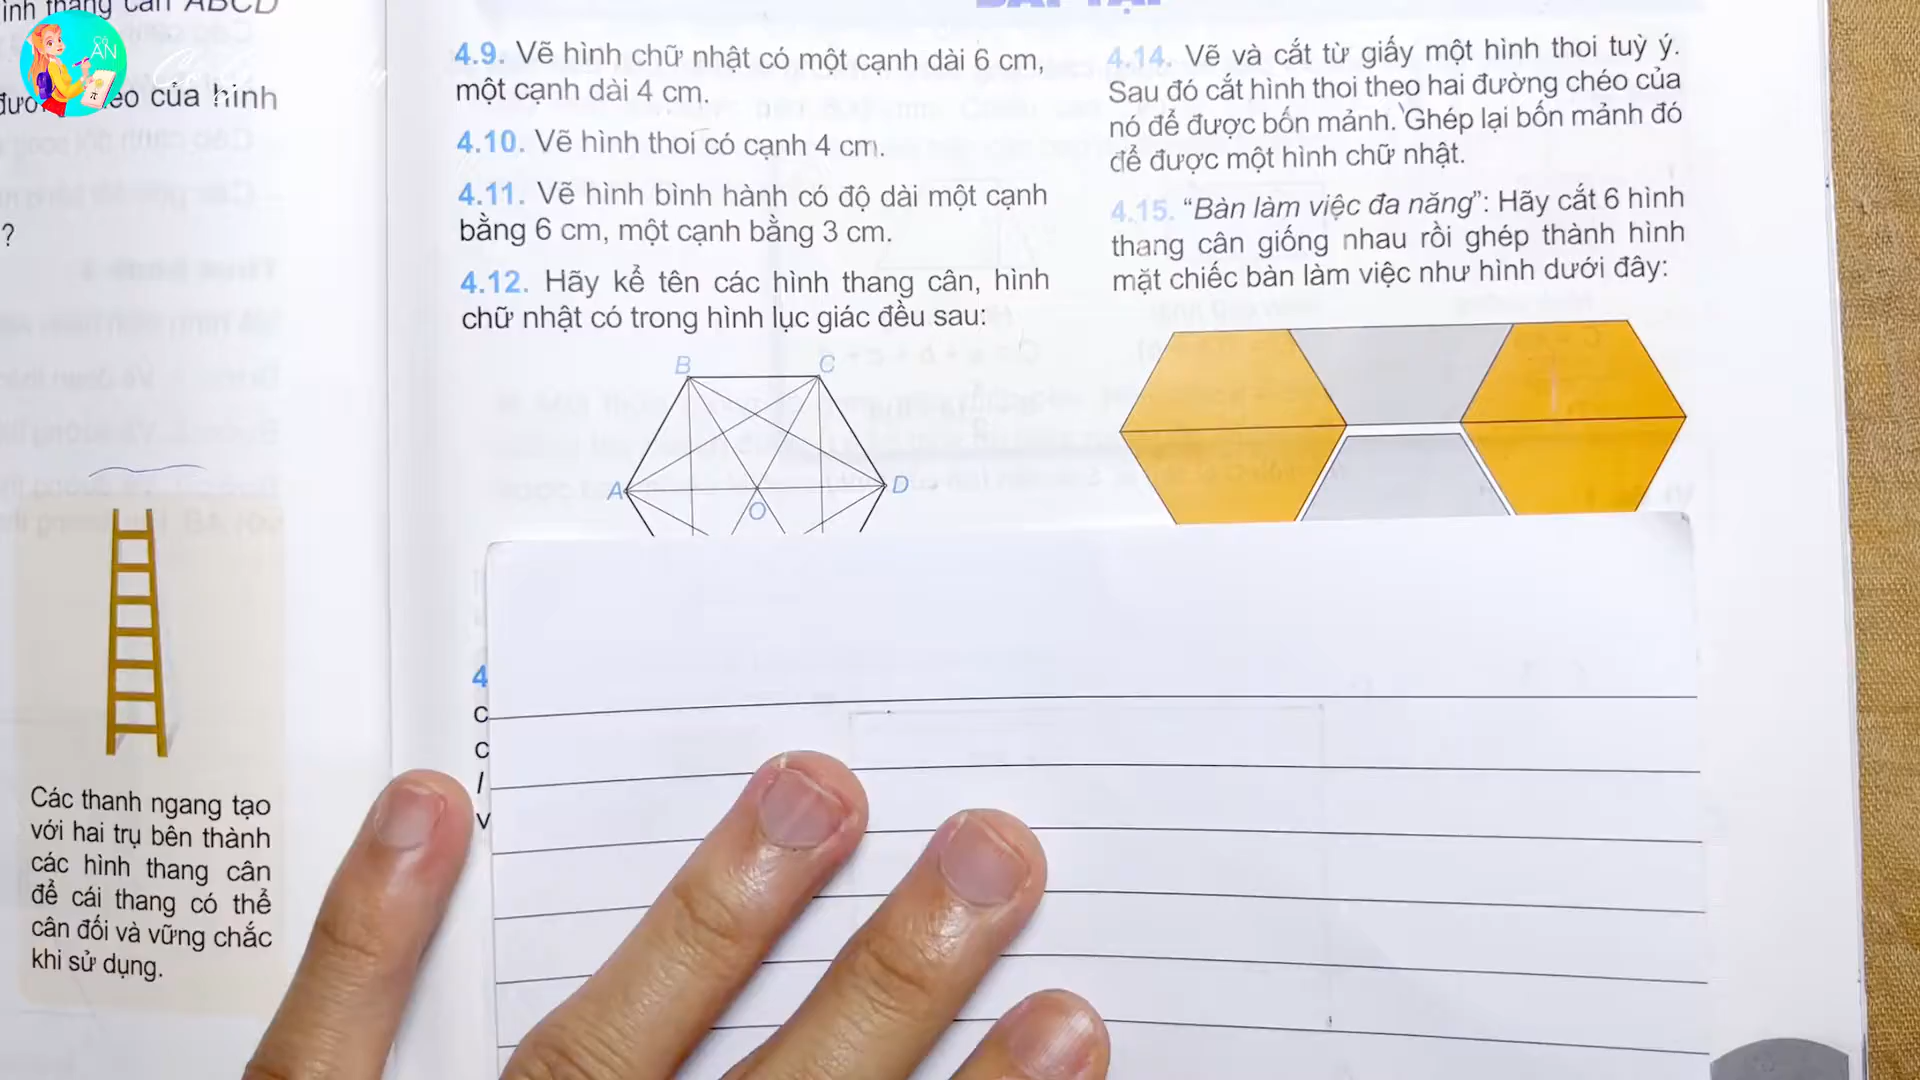 ình thang cân ABCD
ÂN
của hình
?
Các thanh ngang tạo
với hai trụ bên thành
các hình thang cân
để cái thang có thể
cân đối và vững chắc
khi sử dụng.
BÀI TẬP
4.9. Vẽ hình chữ nhật có một cạnh dài 6 cm,
một cạnh dài 4 cm.
4.10. Vẽ hình thoi có cạnh 4 cm.
4.11. Vẽ hình bình hành có độ dài một cạnh
bằng 6 cm, một cạnh bằng 3 cm.
4.12. Hãy kể tên các hình thang cân, hình
chữ nhật có trong hình lục giác đều sau:
B C
A D
O
4
c
c
I
v
4.14. Vẽ và cắt từ giấy một hình thoi tuỳ ý.
Sau đó cắt hình thoi theo hai đường chéo của
nó để được bốn mảnh. Ghép lại bốn mảnh đó
để được một hình chữ nhật.
4.15. “Bàn làm việc đa năng”: Hãy cắt 6 hình
thang cân giống nhau rồi ghép thành hình
mặt chiếc bàn làm việc như hình dưới đây: